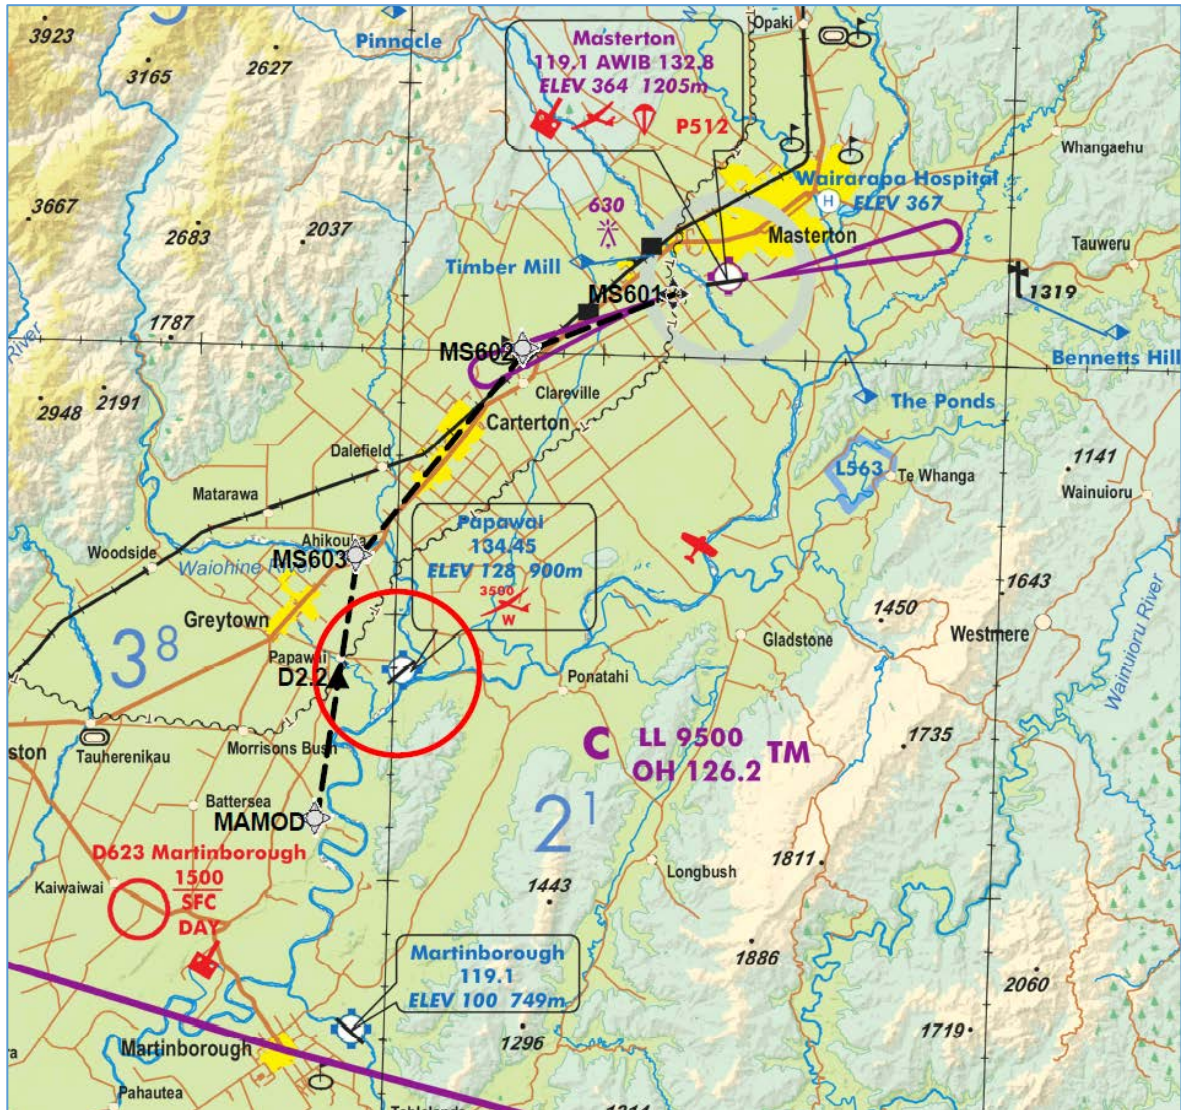 3923
3165
2627
Pinnacle
Opaki
Masterton
119.1 AWIB 132.8
ELEV 364 1205m
P512
Whangaehu
Wairarapa Hospital
ELEV 367
H
3667
2683
2037
630
Masterton
Tauweru
Timber Mill
MS601
1319
1787
River
MS602
Bennetts Hill
2948
2191
Clareville
The Ponds
Carterton
Dalefield
L563
Te Whanga
1141
Wainuioru
Matarawa
Papawai
134.45
ELEV 128 900m
3500
W
Woodside
MS603
Waiohine River
1643
Greytown
1450
Westmere
Gladstone
Wainuioru River
3⁸
Papawai
D2.2
Ponatahi
Tauherenikau
Morrisons Bush
C
LL 9500
OH 126.2
TM
1735
ston
Battersea
MAMOD
2¹
D623 Martinborough
1500
SFC
DAY
Kaiwaiwai
1443
Longbush
1811
Martinborough
119.1
ELEV 100 749m
1886
2060
1296
1719
Martinborough
Pahautea